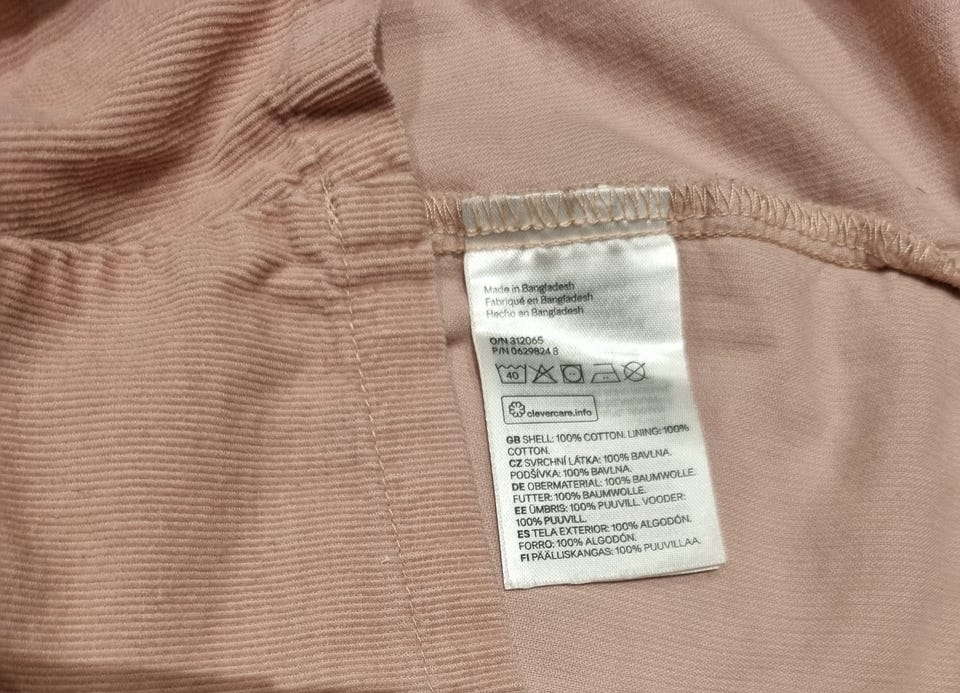 Made in Bangladesh
Fabriqué en Bangladesh
Hecho en Bangladesh
O/N 312065
P/N 0629824 8
40
clevercare.info
GB SHELL: 100% COTTON. LINING: 100%
COTTON.
CZ SVRCHNÍ LÁTKA: 100% BAVLNA.
PODŠÍVKA: 100% BAVLNA.
DE OBERMATERIAL: 100% BAUMWOLLE.
FUTTER: 100% BAUMWOLLE.
EE ÜMBRIS: 100% PUUVILL. VOODER:
100% PUUVILL.
ES TELA EXTERIOR: 100% ALGODÓN.
FORRO: 100% ALGODÓN.
FI PÄÄLLISKANGAS: 100% PUUVILLAA.